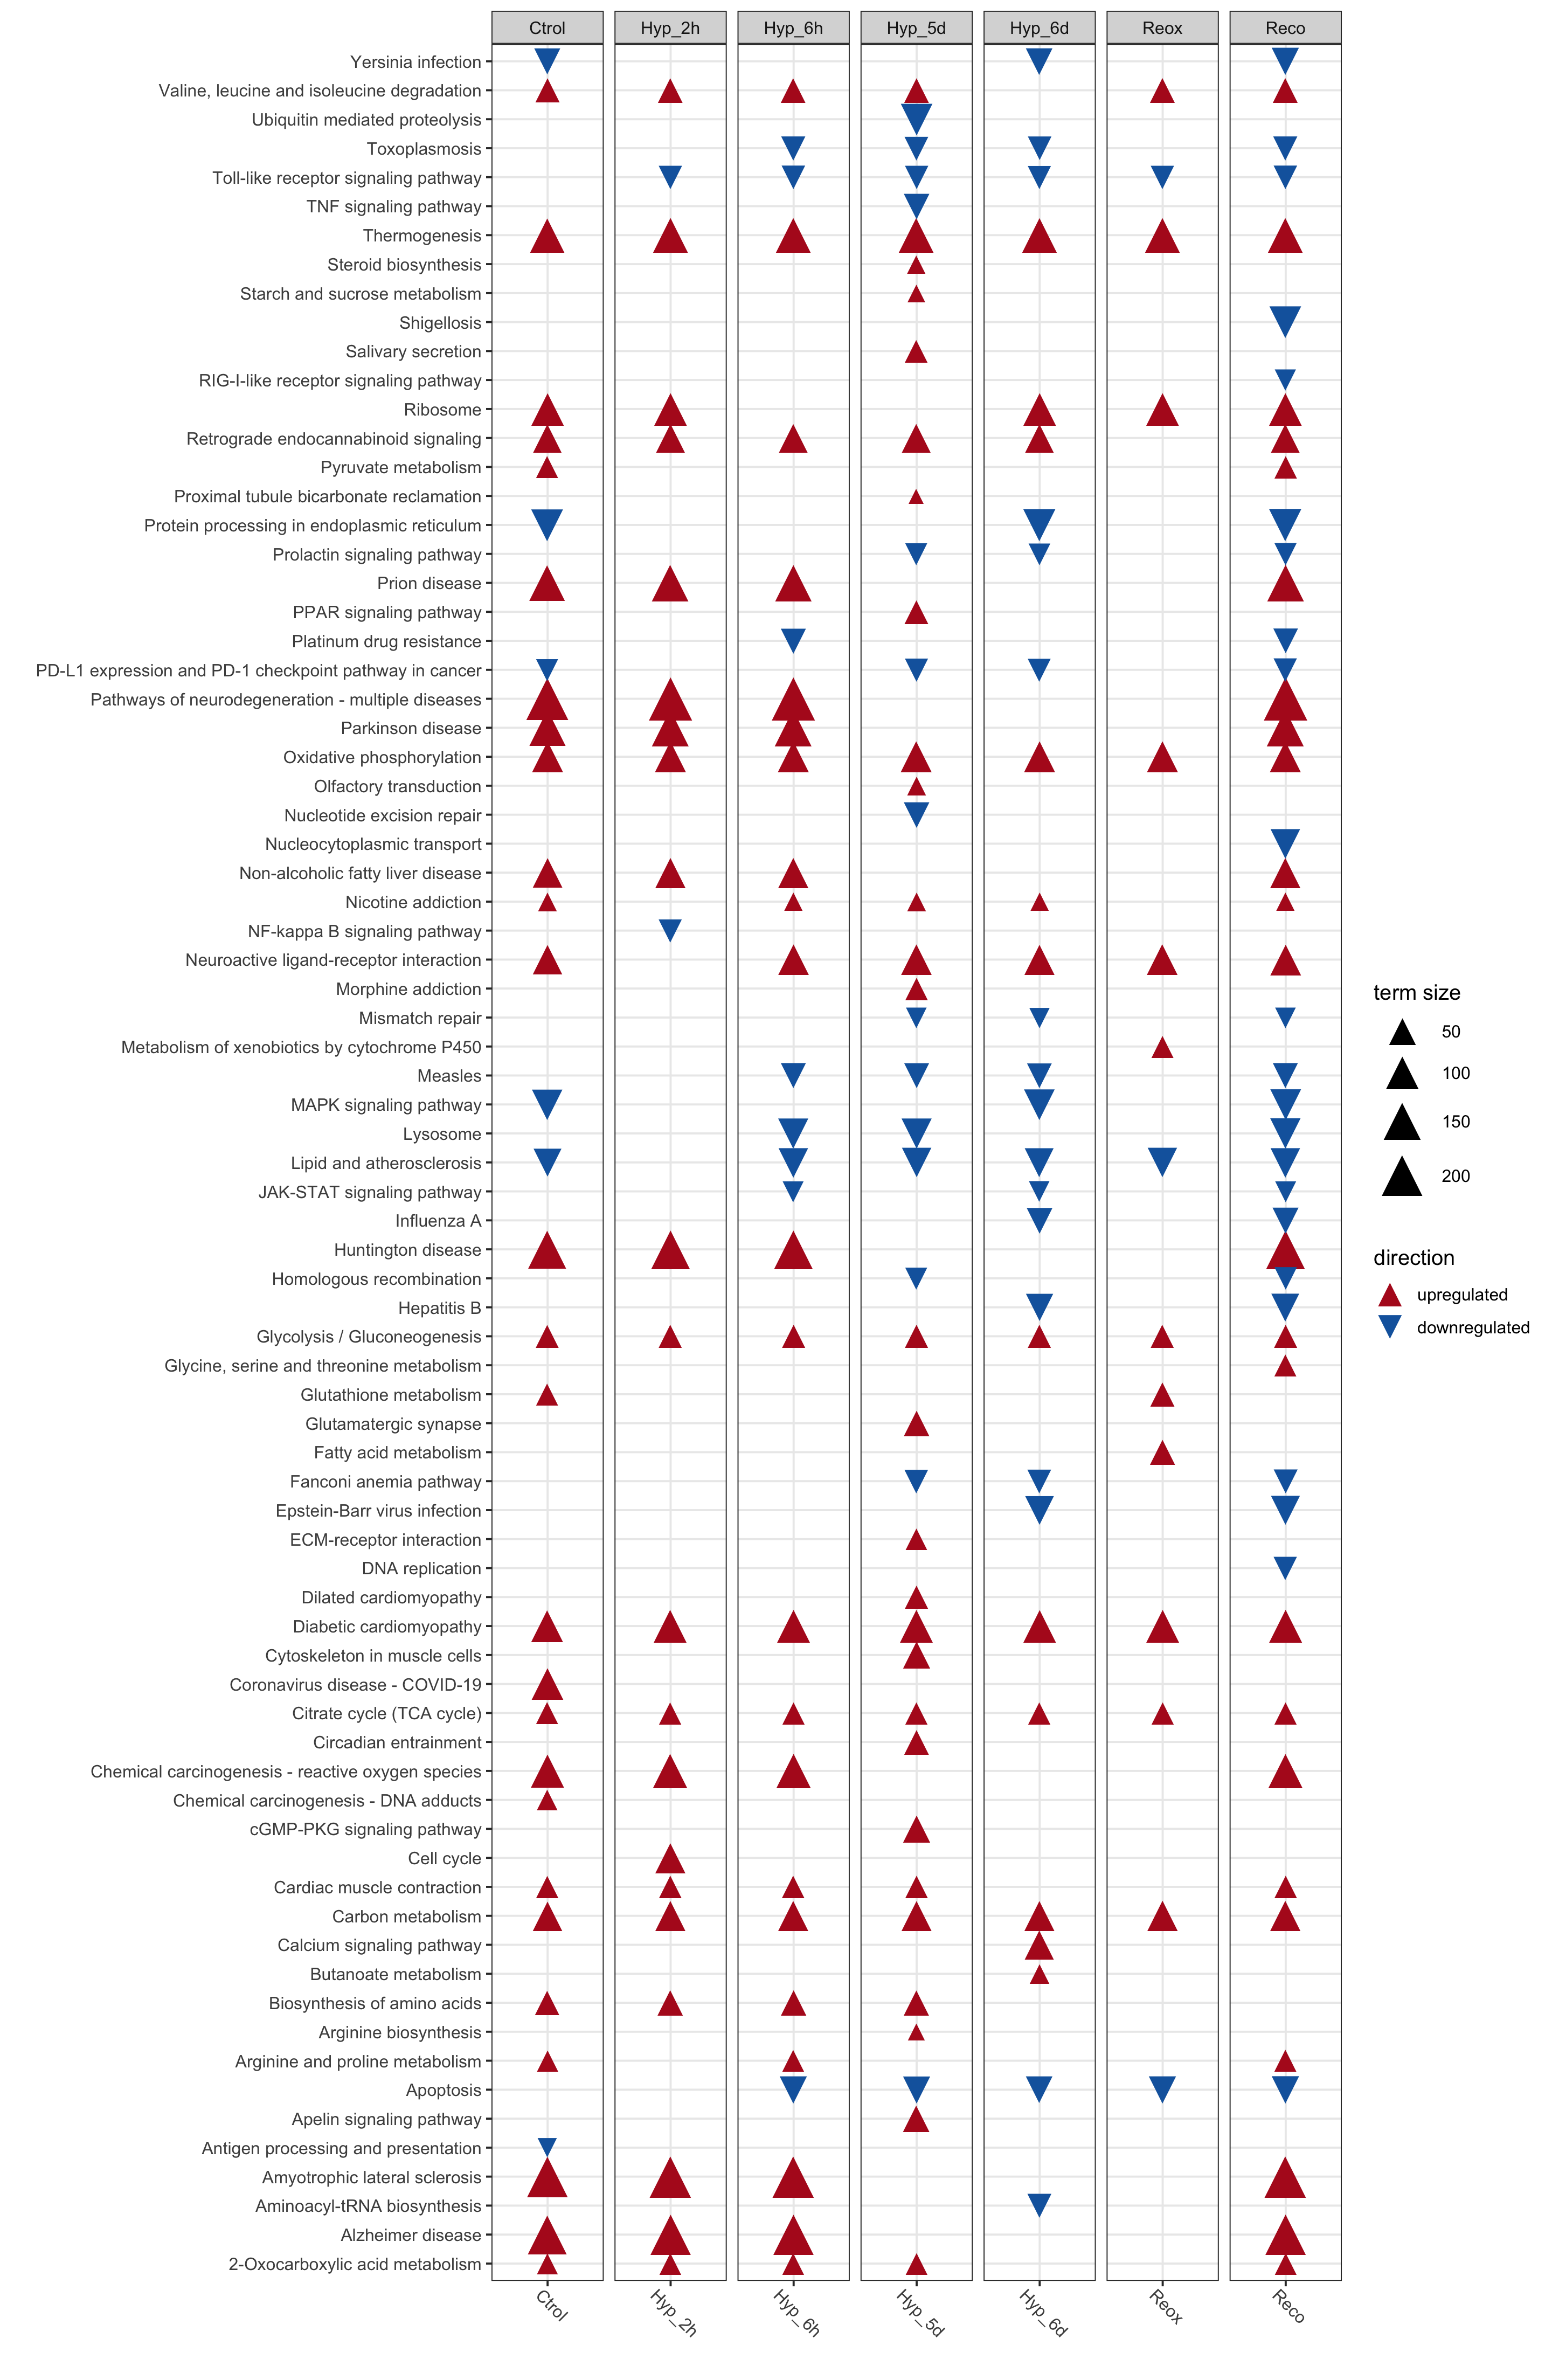 Ctrol Hyp_2h Hyp_6h Hyp_5d Hyp_6d Reox Reco
Yersinia infection
Valine, leucine and isoleucine degradation
Ubiquitin mediated proteolysis
Toxoplasmosis
Toll-like receptor signaling pathway
TNF signaling pathway
Thermogenesis
Steroid biosynthesis
Starch and sucrose metabolism
Shigellosis
Salivary secretion
RIG-I-like receptor signaling pathway
Ribosome
Retrograde endocannabinoid signaling
Pyruvate metabolism
Proximal tubule bicarbonate reclamation
Protein processing in endoplasmic reticulum
Prolactin signaling pathway
Prion disease
PPAR signaling pathway
Platinum drug resistance
PD-L1 expression and PD-1 checkpoint pathway in cancer
Pathways of neurodegeneration - multiple diseases
Parkinson disease
Oxidative phosphorylation
Olfactory transduction
Nucleotide excision repair
Nucleocytoplasmic transport
Non-alcoholic fatty liver disease
Nicotine addiction
NF-kappa B signaling pathway
Neuroactive ligand-receptor interaction
Morphine addiction
Mismatch repair
Metabolism of xenobiotics by cytochrome P450
Measles
MAPK signaling pathway
Lysosome
Lipid and atherosclerosis
JAK-STAT signaling pathway
Influenza A
Huntington disease
Homologous recombination
Hepatitis B
Glycolysis / Gluconeogenesis
Glycine, serine and threonine metabolism
Glutathione metabolism
Glutamatergic synapse
Fatty acid metabolism
Fanconi anemia pathway
Epstein-Barr virus infection
ECM-receptor interaction
DNA replication
Dilated cardiomyopathy
Diabetic cardiomyopathy
Cytoskeleton in muscle cells
Coronavirus disease - COVID-19
Citrate cycle (TCA cycle)
Circadian entrainment
Chemical carcinogenesis - reactive oxygen species
Chemical carcinogenesis - DNA adducts
cGMP-PKG signaling pathway
Cell cycle
Cardiac muscle contraction
Carbon metabolism
Calcium signaling pathway
Butanoate metabolism
Biosynthesis of amino acids
Arginine biosynthesis
Arginine and proline metabolism
Apoptosis
Apelin signaling pathway
Antigen processing and presentation
Amyotrophic lateral sclerosis
Aminoacyl-tRNA biosynthesis
Alzheimer disease
2-Oxocarboxylic acid metabolism
Ctrol Hyp_2h Hyp_6h Hyp_5d Hyp_6d Reox Reco
term size
50
100
150
200
direction
upregulated
downregulated